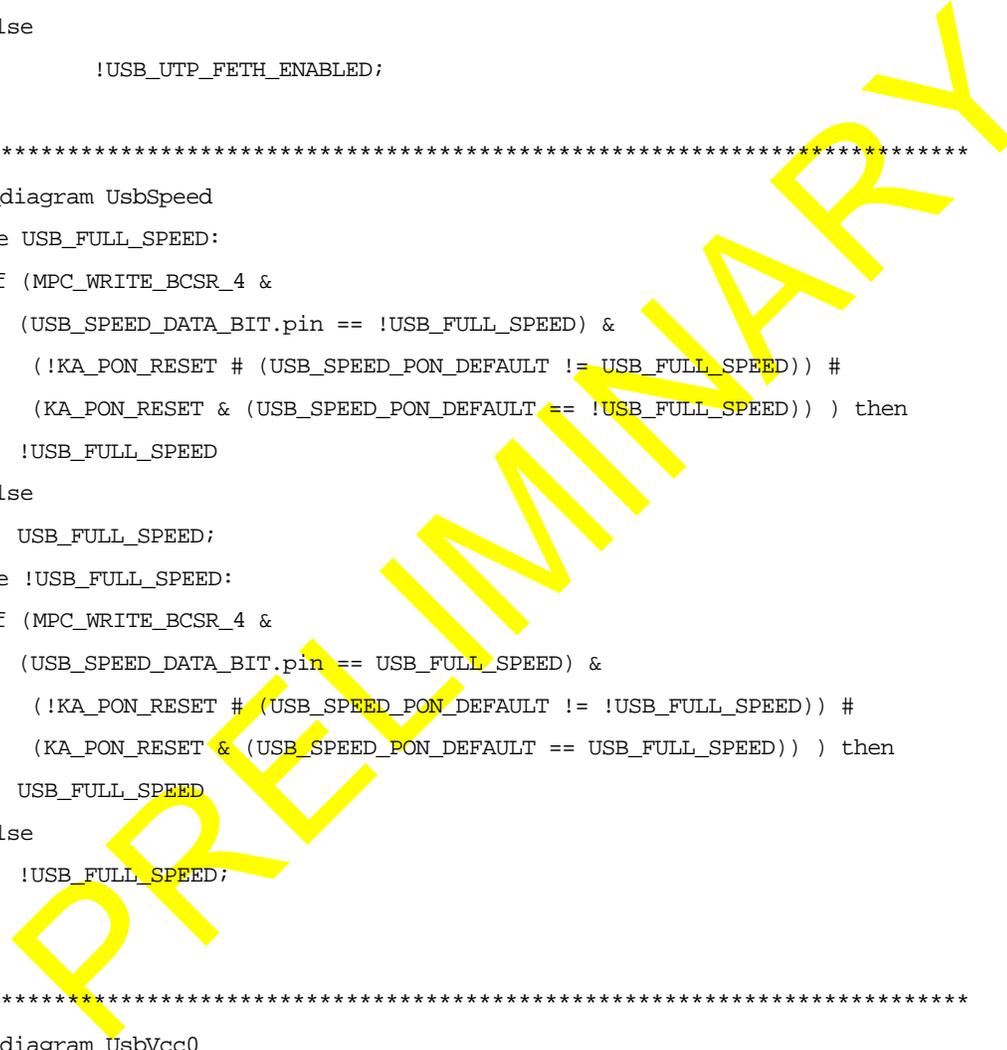 lse
!USB_UTP_FETH_ENABLED;
*************************************************************************
diagram UsbSpeed
e USB_FULL_SPEED:
f (MPC_WRITE_BCSR_4 &
(USB_SPEED_DATA_BIT.pin == !USB_FULL_SPEED) &
(!KA_PON_RESET # (USB_SPEED_PON_DEFAULT != USB_FULL_SPEED)) #
(KA_PON_RESET & (USB_SPEED_PON_DEFAULT == !USB_FULL_SPEED)) ) then
!USB_FULL_SPEED
lse
USB_FULL_SPEED;
e !USB_FULL_SPEED:
f (MPC_WRITE_BCSR_4 &
(USB_SPEED_DATA_BIT.pin == USB_FULL_SPEED) &
(!KA_PON_RESET # (USB_SPEED_PON_DEFAULT != !USB_FULL_SPEED)) #
(KA_PON_RESET & (USB_SPEED_PON_DEFAULT == USB_FULL_SPEED)) ) then
USB_FULL_SPEED
lse
!USB_FULL_SPEED;
*************************************************************************
diagram UsbVcc0
PRELIMINARY